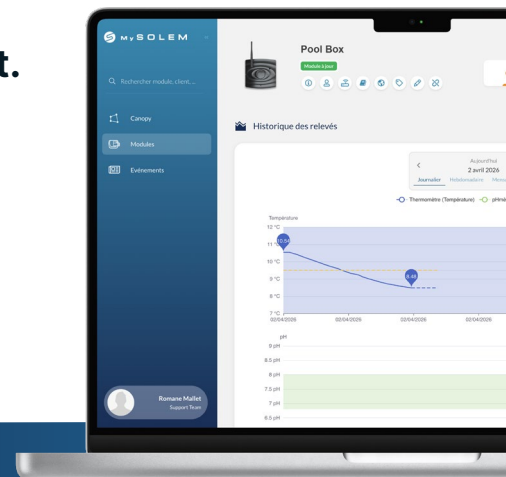 t.
MySOLEM
Rechercher module, client, ...
Canopy
Modules
Evénements
Romane Mallet
Support Team
Pool Box
Module à jour
Historique des relevés
Aujourd'hui
2 avril 2026
Journalier Hebdomadaire
Thermomètre (Température)
Température
12 °C
11 °C
10.54
10 °C
9 °C
8.48
8 °C
7 °C
02/04/2026 02/04/2026 02/04/2026 02/04/2026
pH
9 pH
8.5 pH
8 pH
7.5 pH
7 pH
6.5 pH